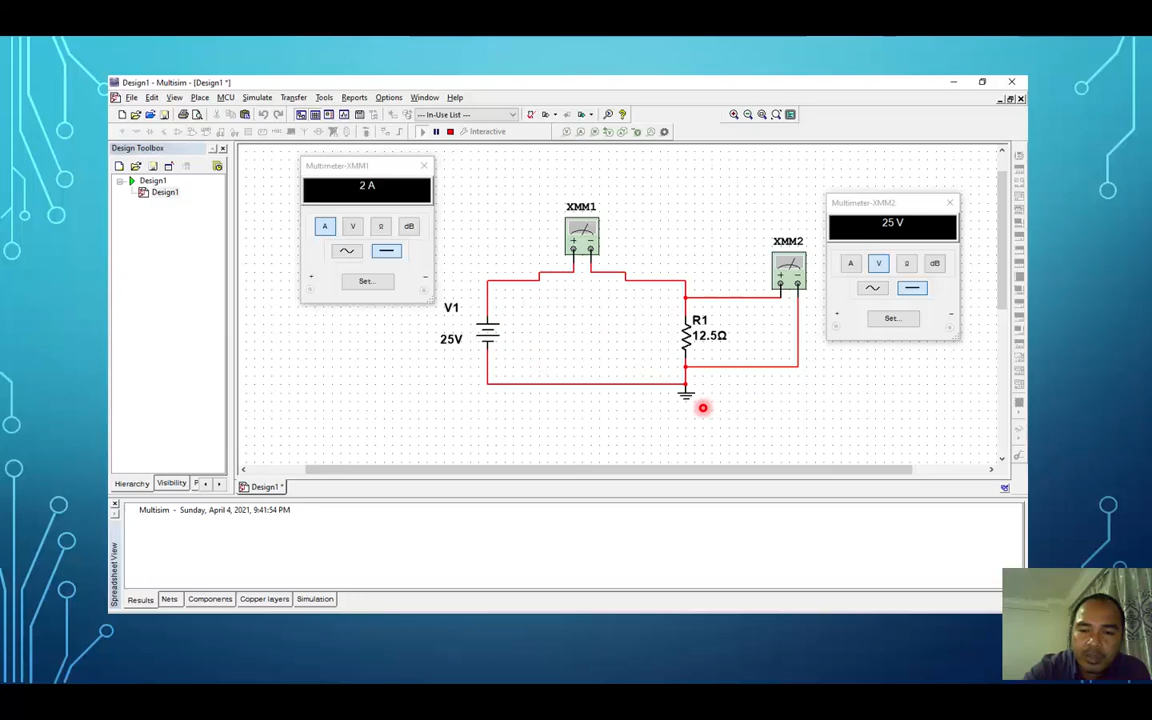 Design1 - Multisim - [Design1 *]
File Edit View Place MCU Simulate Transfer Tools Reports Options Window Help
--- In-Use List ---
Interactive
Design Toolbox
Design1
Design1
Multimeter-XMM1
2 A
A V Ω dB
+ −
Set...
XMM1
+ −
V1
25V
R1
12.5Ω
XMM2
+ −
Multimeter-XMM2
25 V
A V Ω dB
+ −
Set...
Hierarchy Visibility
Design1 *
Multisim - Sunday, April 4, 2021, 9:41:54 PM
Spreadsheet View
Results Nets Components Copper layers Simulation